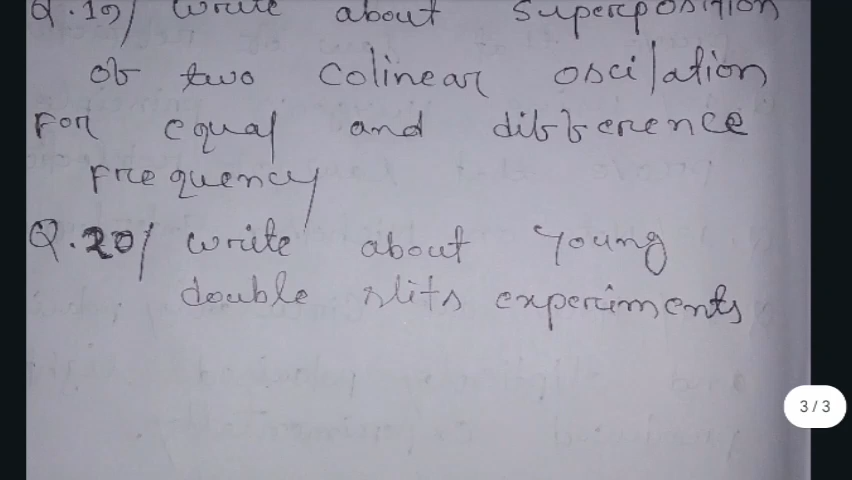 Q.19/ write about superposition
of two colinear oscilation
For equal and difference
Frequency
Q.20/ write about Young
double slits experiments
3/3